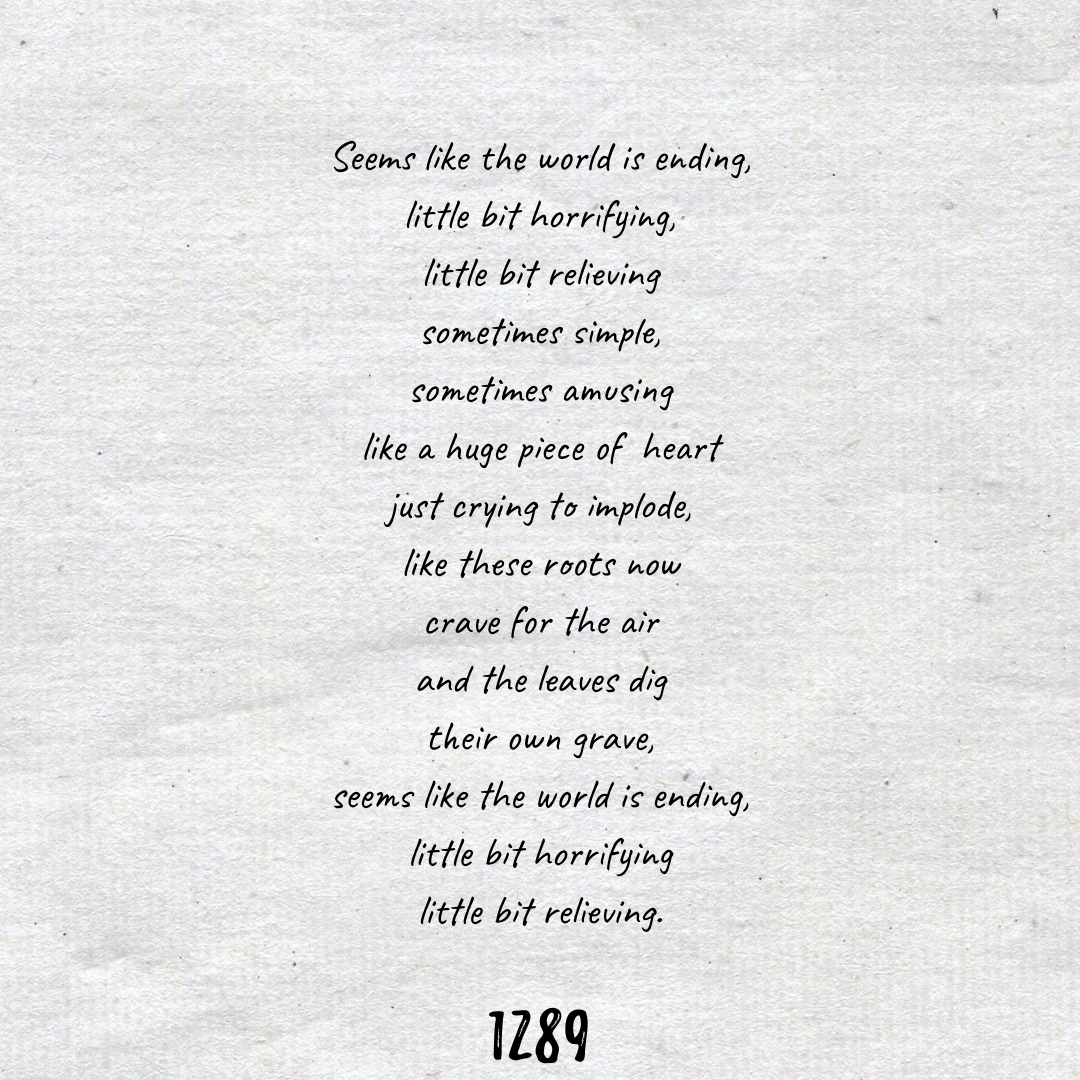 Seems like the world is ending,
little bit horrifying,
little bit relieving
sometimes simple,
sometimes amusing
like a huge piece of  heart
just crying to implode,
like these roots now
crave for the air
and the leaves dig
their own grave,
seems like the world is ending,
little bit horrifying
little bit relieving.
1289